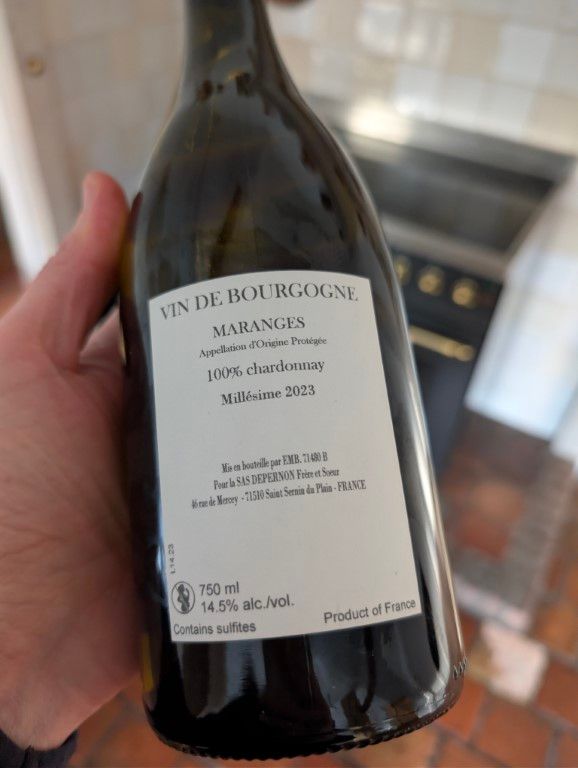 VIN DE BOURGOGNE
MARANGES
Appellation d'Origine Protégée
100% chardonnay
Millésime 2023
Mis en bouteille par EMB. 71480 B
Pour la SAS DEPERNON Frère et Soeur
46 rue de Mercey - 71510 Saint Sernin du Plain - FRANCE
L14.23
750 ml
14.5% alc./vol.
Contains sulfites
Product of France